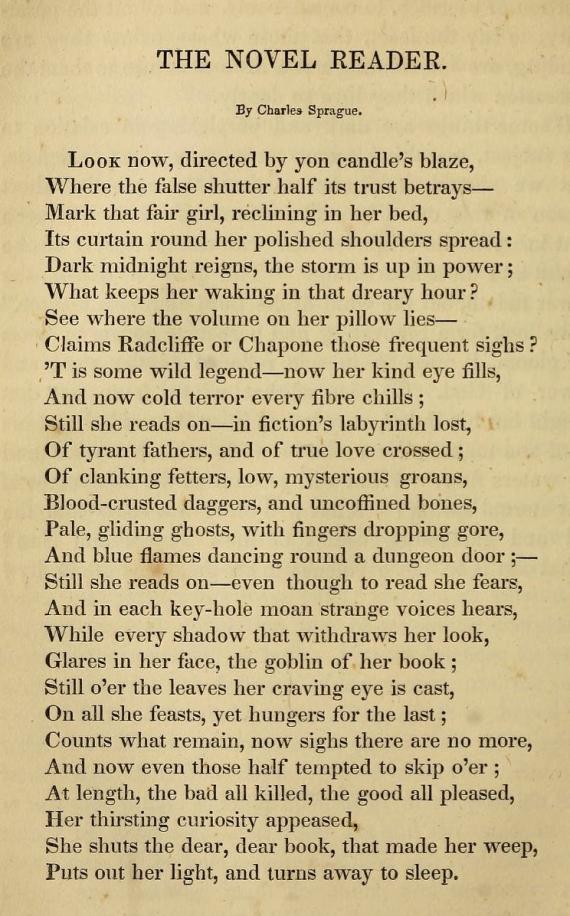 THE NOVEL READER.
By Charles Sprague.
Look now, directed by yon candle's blaze,
Where the false shutter half its trust betrays—
Mark that fair girl, reclining in her bed,
Its curtain round her polished shoulders spread:
Dark midnight reigns, the storm is up in power;
What keeps her waking in that dreary hour?
See where the volume on her pillow lies—
Claims Radcliffe or Chapone those frequent sighs?
'T is some wild legend—now her kind eye fills,
And now cold terror every fibre chills;
Still she reads on—in fiction's labyrinth lost,
Of tyrant fathers, and of true love crossed;
Of clanking fetters, low, mysterious groans,
Blood-crusted daggers, and uncoffined bones,
Pale, gliding ghosts, with fingers dropping gore,
And blue flames dancing round a dungeon door;—
Still she reads on—even though to read she fears,
And in each key-hole moan strange voices hears,
While every shadow that withdraws her look,
Glares in her face, the goblin of her book;
Still o'er the leaves her craving eye is cast,
On all she feasts, yet hungers for the last;
Counts what remain, now sighs there are no more,
And now even those half tempted to skip o'er;
At length, the bad all killed, the good all pleased,
Her thirsting curiosity appeased,
She shuts the dear, dear book, that made her weep,
Puts out her light, and turns away to sleep.